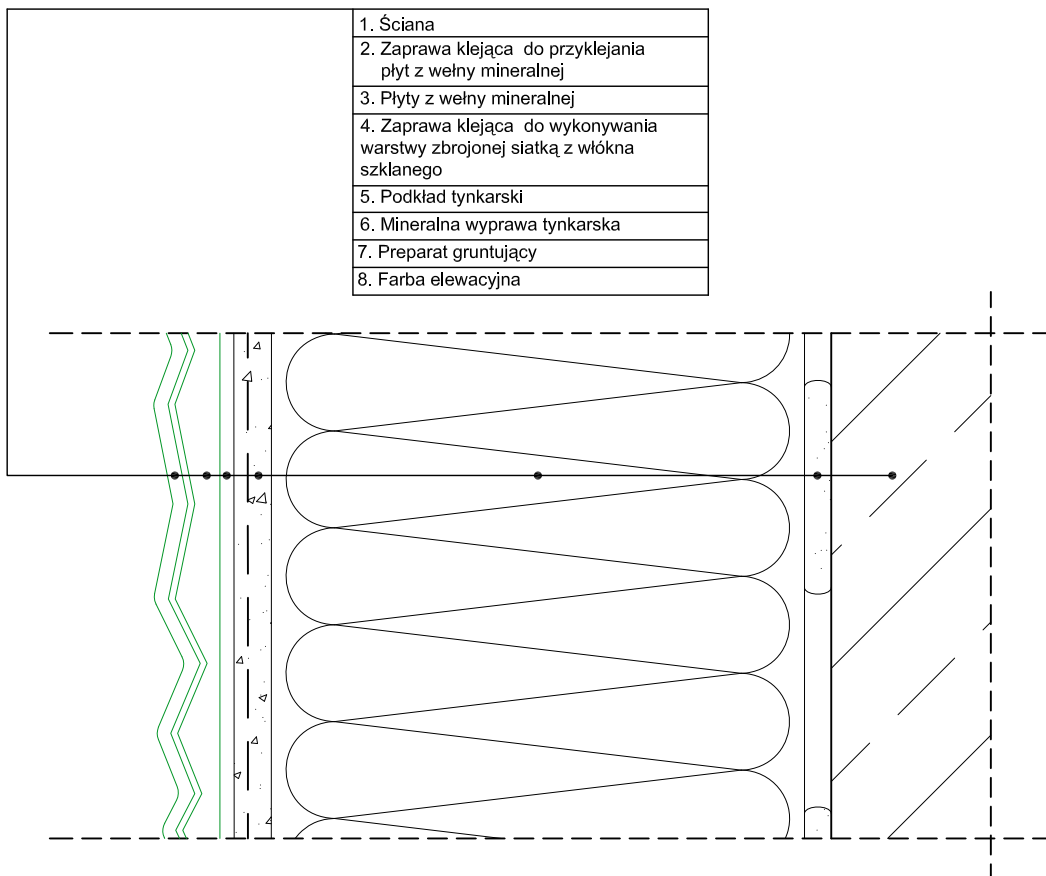 1. Ściana
2. Zaprawa klejąca do przyklejania
płyt z wełny mineralnej
3. Płyty z wełny mineralnej
4. Zaprawa klejąca do wykonywania
warstwy zbrojonej siatką z włókna
szklanego
5. Podkład tynkarski
6. Mineralna wyprawa tynkarska
7. Preparat gruntujący
8. Farba elewacyjna